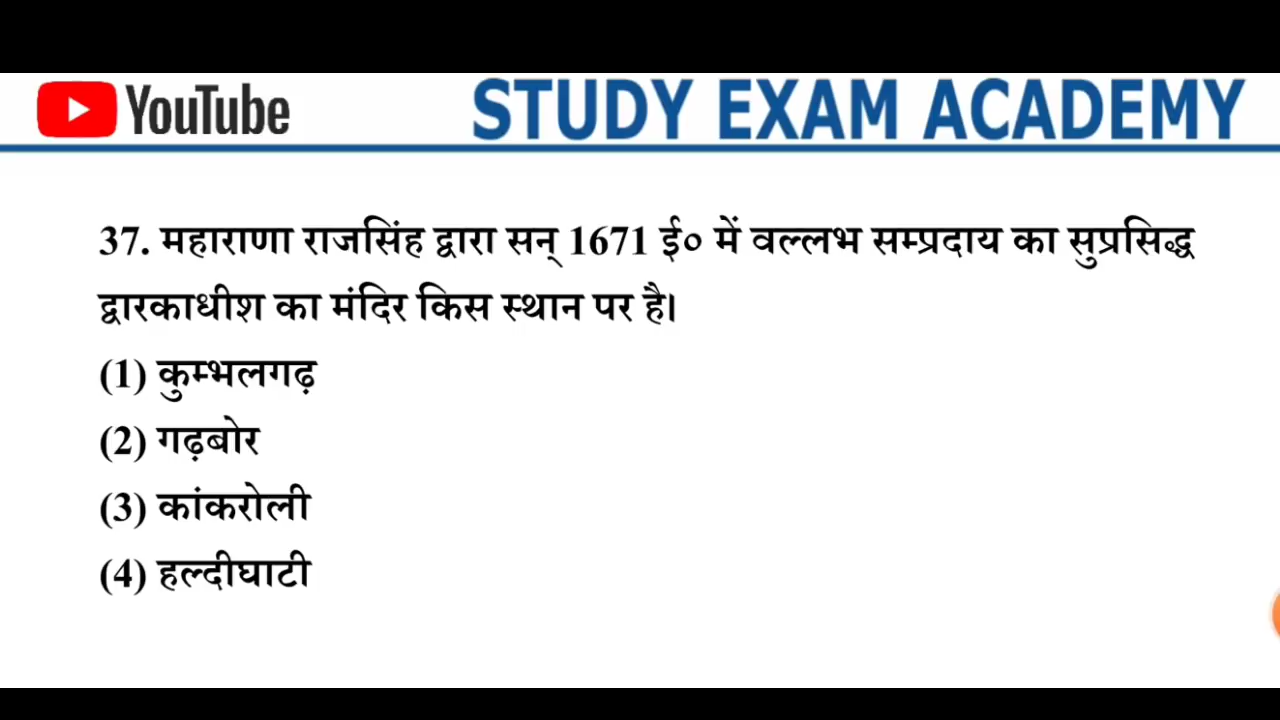 YouTube STUDY EXAM ACADEMY
37. महाराणा राजसिंह द्वारा सन् 1671 ई० में वल्लभ सम्प्रदाय का सुप्रसिद्ध
द्वारकाधीश का मंदिर किस स्थान पर है।
(1) कुम्भलगढ़
(2) गढ़बोर
(3) कांकरोली
(4) हल्दीघाटी